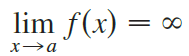 lim f(x) = ∞
x→a